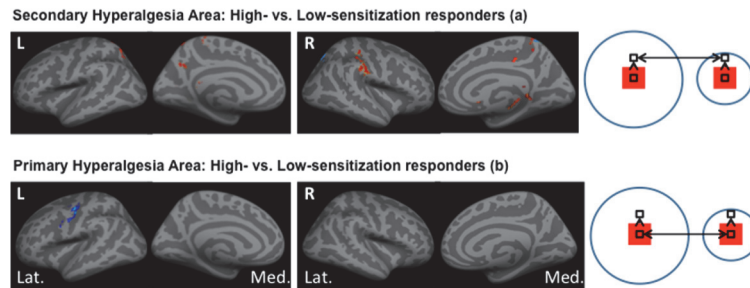 Secondary Hyperalgesia Area: High- vs. Low-sensitization responders (a)
L
R
Primary Hyperalgesia Area: High- vs. Low-sensitization responders (b)
L
R
Lat.
Med.
Lat.
Med.